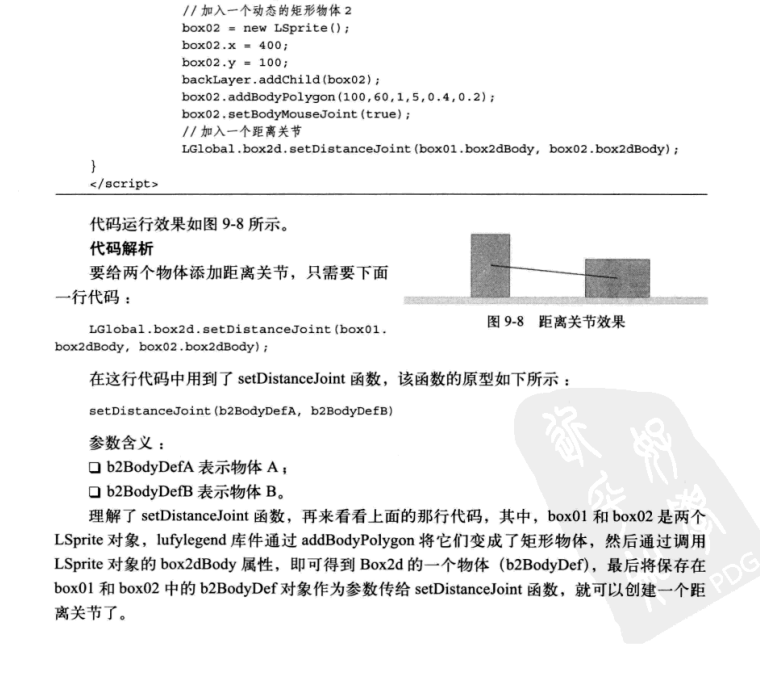 //加入一个动态的矩形物体2
box02 = new LSprite();
box02.x = 400;
box02.y = 100;
backLayer.addChild(box02);
box02.addBodyPolygon(100,60,1,5,0.4,0.2);
box02.setBodyMouseJoint(true);
//加入一个距离关节
LGlobal.box2d.setDistanceJoint(box01.box2dBody, box02.box2dBody);
}
</script>
代码运行效果如图 9-8 所示。
代码解析
要给两个物体添加距离关节，只需要下面
一行代码：
LGlobal.box2d.setDistanceJoint(box01.
box2dBody, box02.box2dBody);
图 9-8 距离关节效果
在这行代码中用到了 setDistanceJoint 函数，该函数的原型如下所示：
setDistanceJoint(b2BodyDefA, b2BodyDefB)
参数含义：
❑ b2BodyDefA 表示物体 A；
❑ b2BodyDefB 表示物体 B。
理解了 setDistanceJoint 函数，再来看看上面的那行代码，其中，box01 和 box02 是两个
LSprite 对象，lufylegend 库件通过 addBodyPolygon 将它们变成了矩形物体，然后通过调用
LSprite 对象的 box2dBody 属性，即可得到 Box2d 的一个物体（b2BodyDef），最后将保存在
box01 和 box02 中的 b2BodyDef 对象作为参数传给 setDistanceJoint 函数，就可以创建一个距
离关节了。
PDG